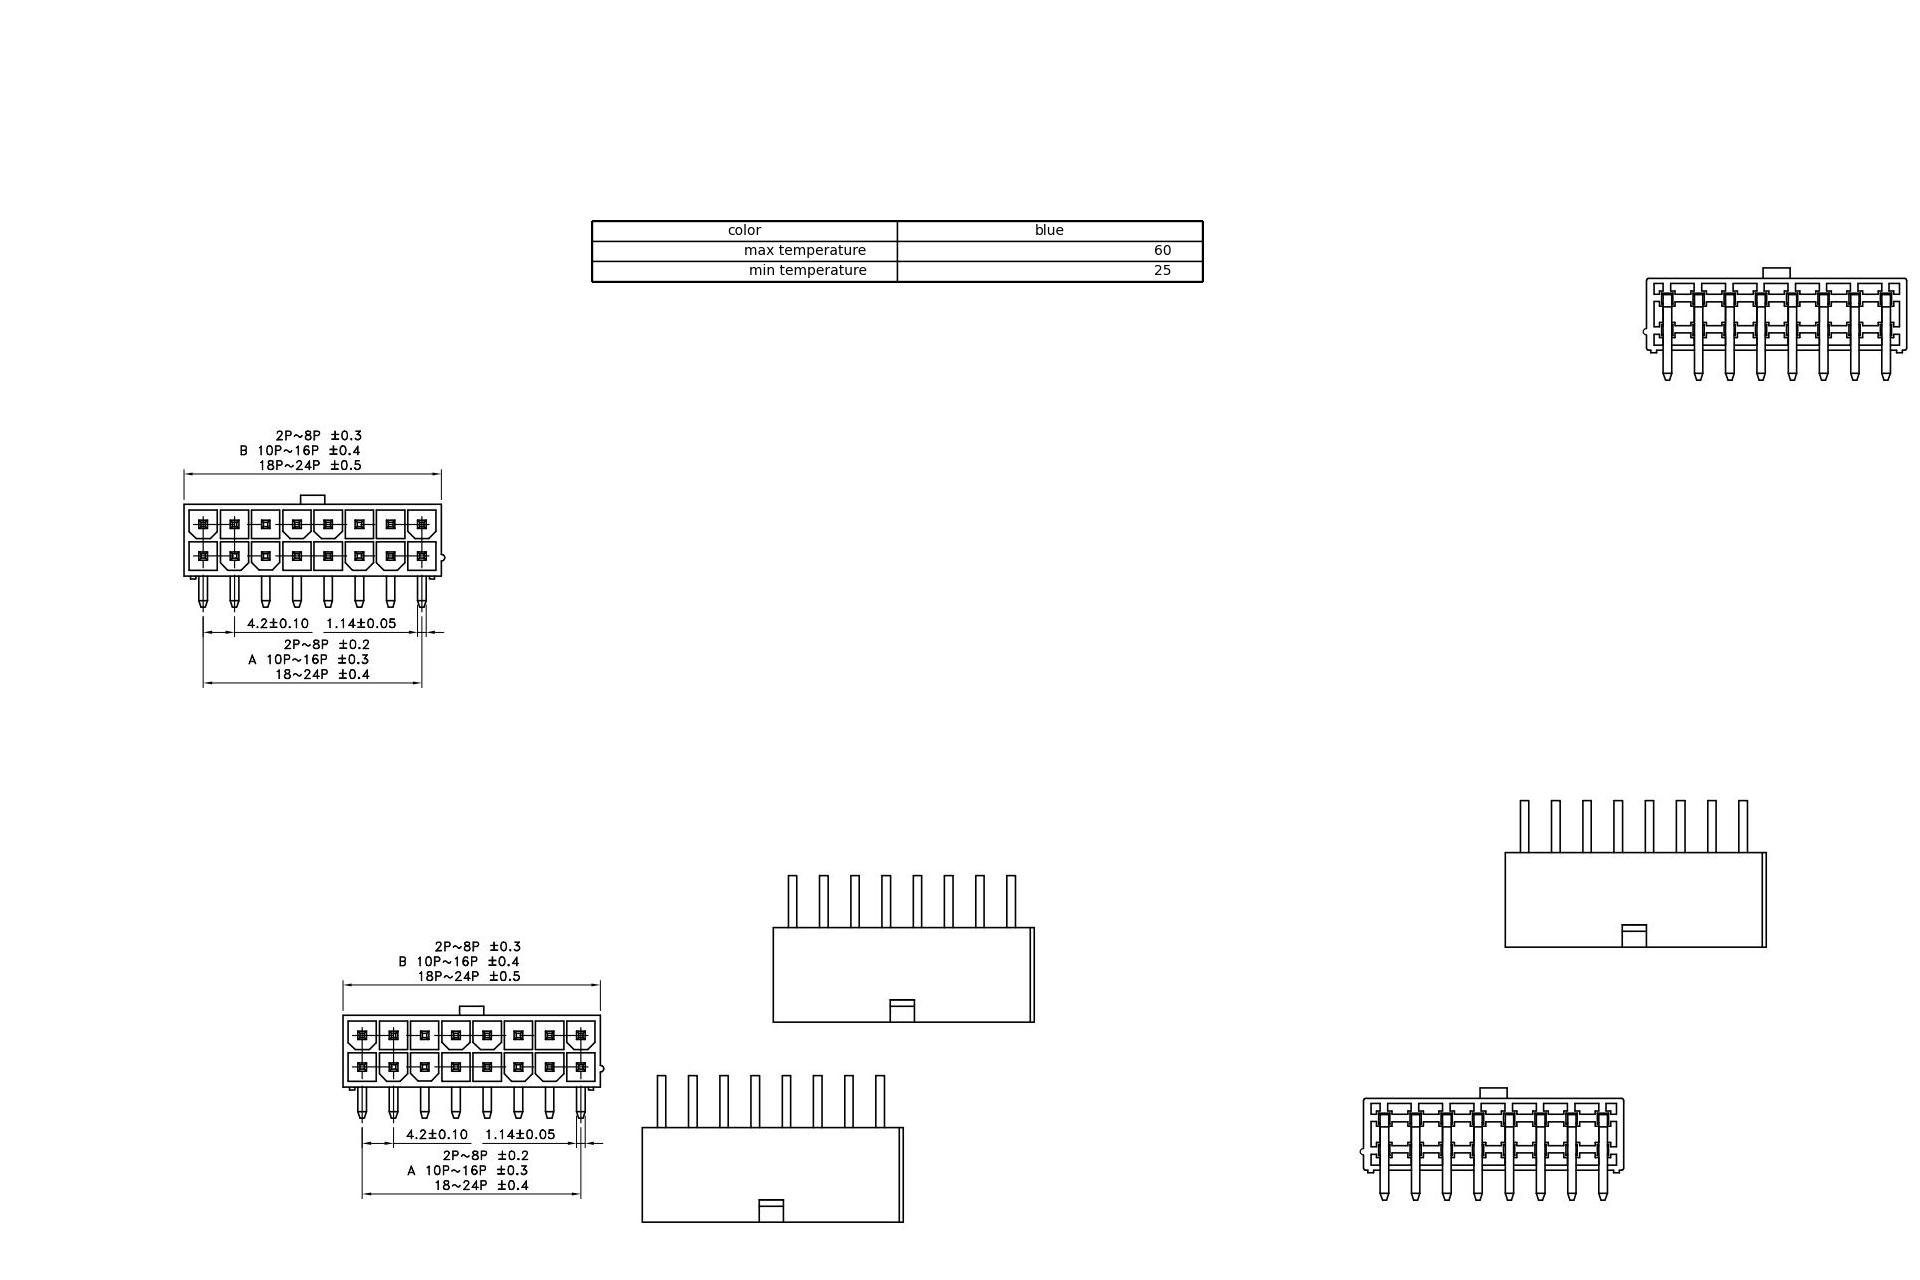 color blue
max temperature 60
min temperature 25
2P~8P ±0.3
B 10P~16P ±0.4
18P~24P ±0.5
4.2±0.10 1.14±0.05
2P~8P ±0.2
A 10P~16P ±0.3
18~24P ±0.4
2P~8P ±0.3
B 10P~16P ±0.4
18P~24P ±0.5
4.2±0.10 1.14±0.05
2P~8P ±0.2
A 10P~16P ±0.3
18~24P ±0.4